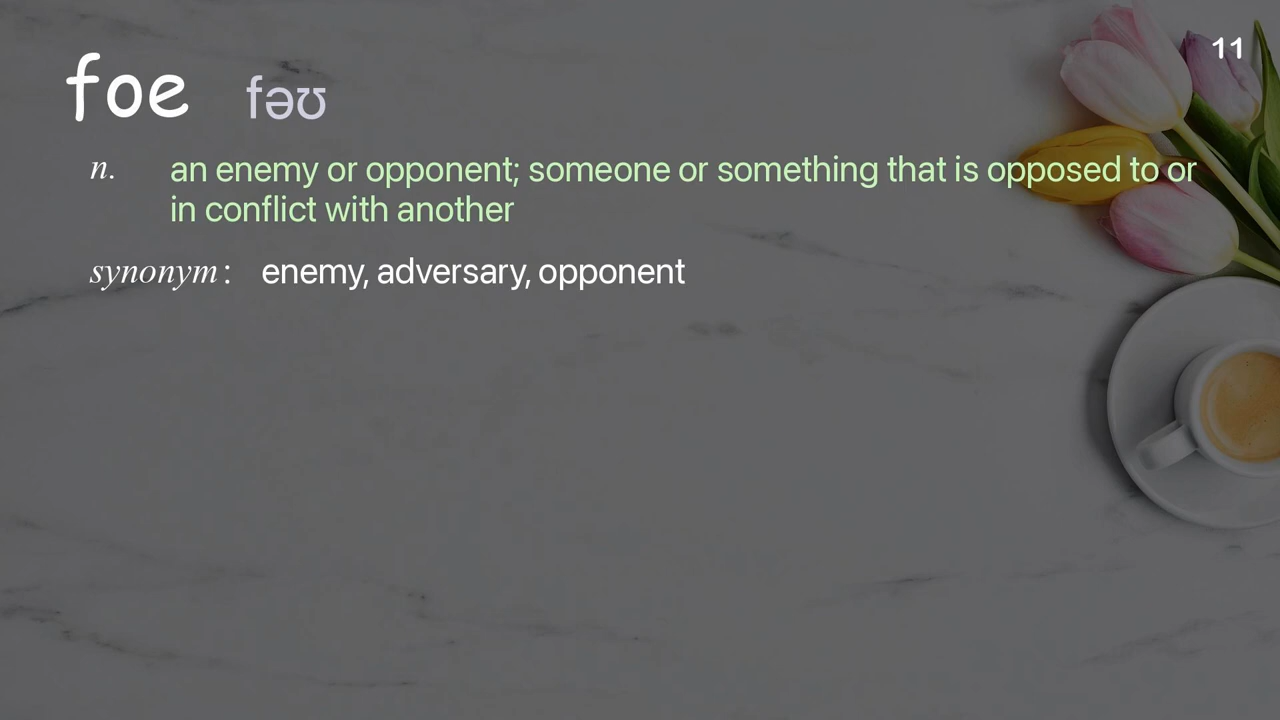 11
foe fəʊ
n. an enemy or opponent; someone or something that is opposed to or
in conflict with another
synonym: enemy, adversary, opponent